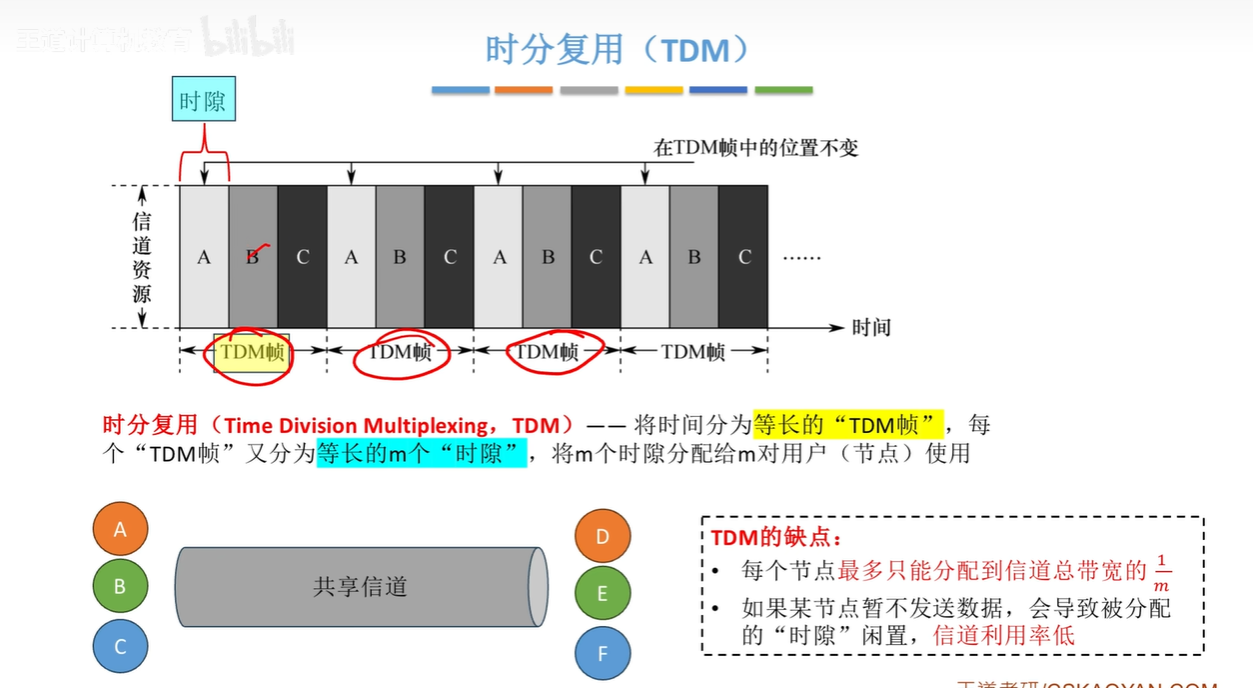 王道计算机教育 bilibili
时分复用（TDM）
时隙
在TDM帧中的位置不变
信道资源
A B C A B C A B C A B C ……
时间
TDM帧 TDM帧 TDM帧 TDM帧
时分复用（Time Division Multiplexing，TDM）—— 将时间分为等长的“TDM帧”，每
个“TDM帧”又分为等长的m个“时隙”，将m个时隙分配给m对用户（节点）使用
A
B
C
共享信道
D
E
F
TDM的缺点：
• 每个节点最多只能分配到信道总带宽的 1/m
• 如果某节点暂不发送数据，会导致被分配
的“时隙”闲置，信道利用率低
王道考研/CSKAOYAN.COM